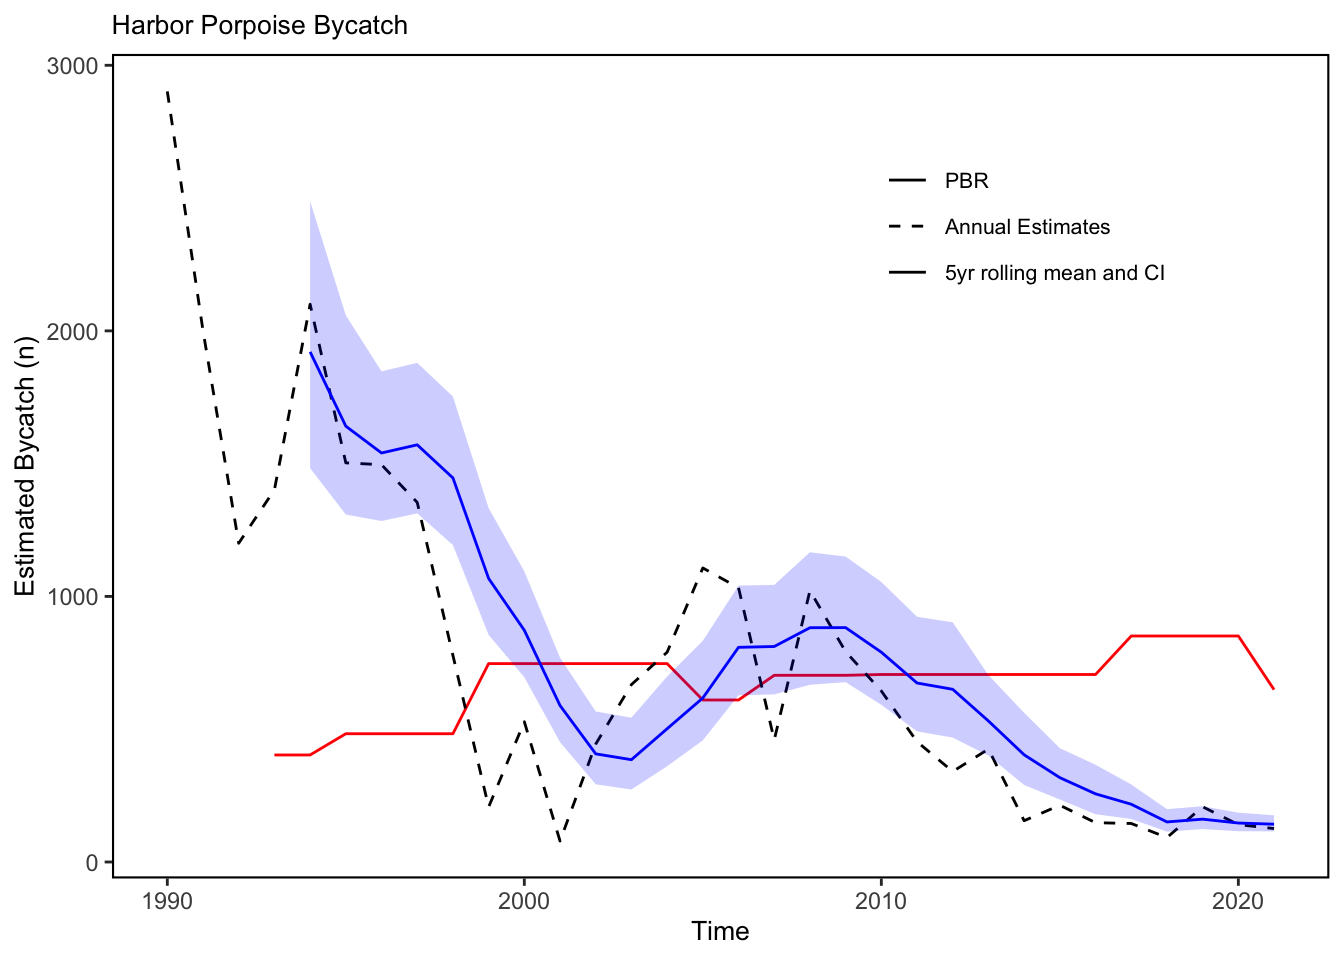 Harbor Porpoise Bycatch
3000
2000
1000
0
Estimated Bycatch (n)
PBR
Annual Estimates
5yr rolling mean and CI
1990
2000
2010
2020
Time